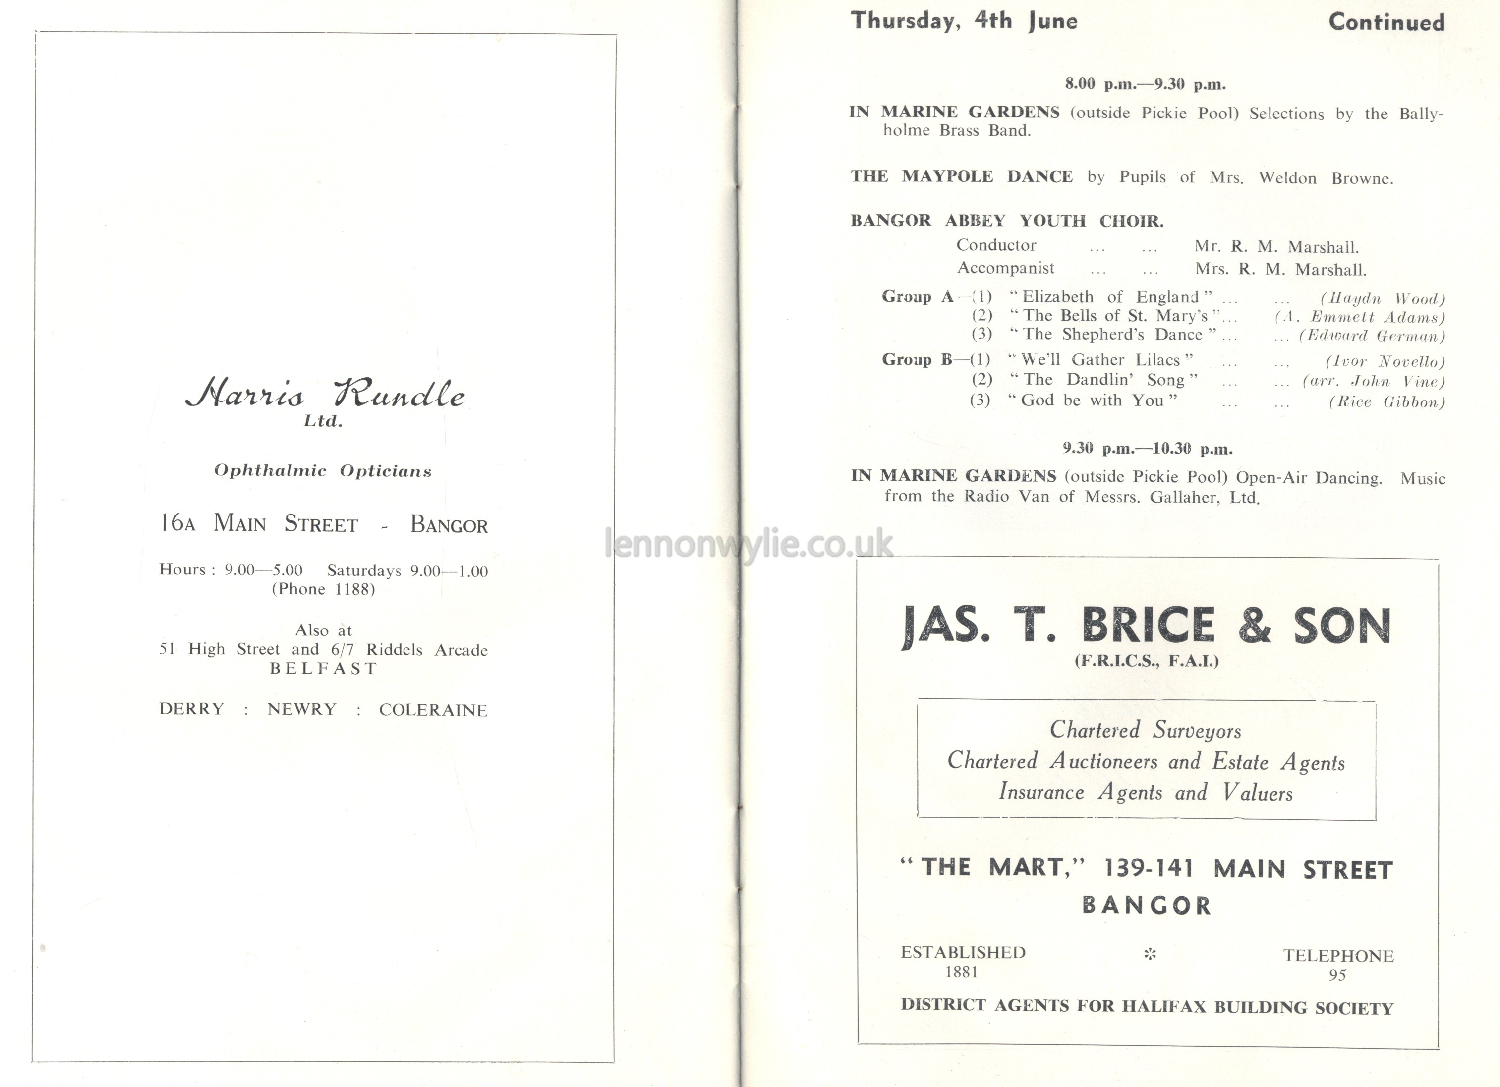 Harris Rundle
Ltd.
Ophthalmic Opticians
16A MAIN STREET - BANGOR
Hours : 9.00—5.00 Saturdays 9.00—1.00
(Phone 1188)
Also at
51 High Street and 6/7 Riddels Arcade
BELFAST
DERRY : NEWRY : COLERAINE
Thursday, 4th June Continued
8.00 p.m.—9.30 p.m.
IN MARINE GARDENS (outside Pickie Pool) Selections by the Bally-
holme Brass Band.
THE MAYPOLE DANCE by Pupils of Mrs. Weldon Browne.
BANGOR ABBEY YOUTH CHOIR.
Conductor ... ... Mr. R. M. Marshall.
Accompanist ... ... Mrs. R. M. Marshall.
Group A—(1) “ Elizabeth of England ” ... ... (Haydn Wood)
(2) “ The Bells of St. Mary's ” ... (A. Emmett Adams)
(3) “ The Shepherd's Dance ” ... ... (Edward German)
Group B—(1) “ We'll Gather Lilacs ” ... ... (Ivor Novello)
(2) “ The Dandlin' Song ” ... ... (arr. John Vine)
(3) “ God be with You ” ... ... (Rice Gibbon)
9.30 p.m.—10.30 p.m.
IN MARINE GARDENS (outside Pickie Pool) Open-Air Dancing. Music
from the Radio Van of Messrs. Gallaher, Ltd.
lennonwylie.co.uk
JAS. T. BRICE & SON
(F.R.I.C.S., F.A.I.)
Chartered Surveyors
Chartered Auctioneers and Estate Agents
Insurance Agents and Valuers
“ THE MART,” 139-141 MAIN STREET
BANGOR
ESTABLISHED * TELEPHONE
1881 95
DISTRICT AGENTS FOR HALIFAX BUILDING SOCIETY